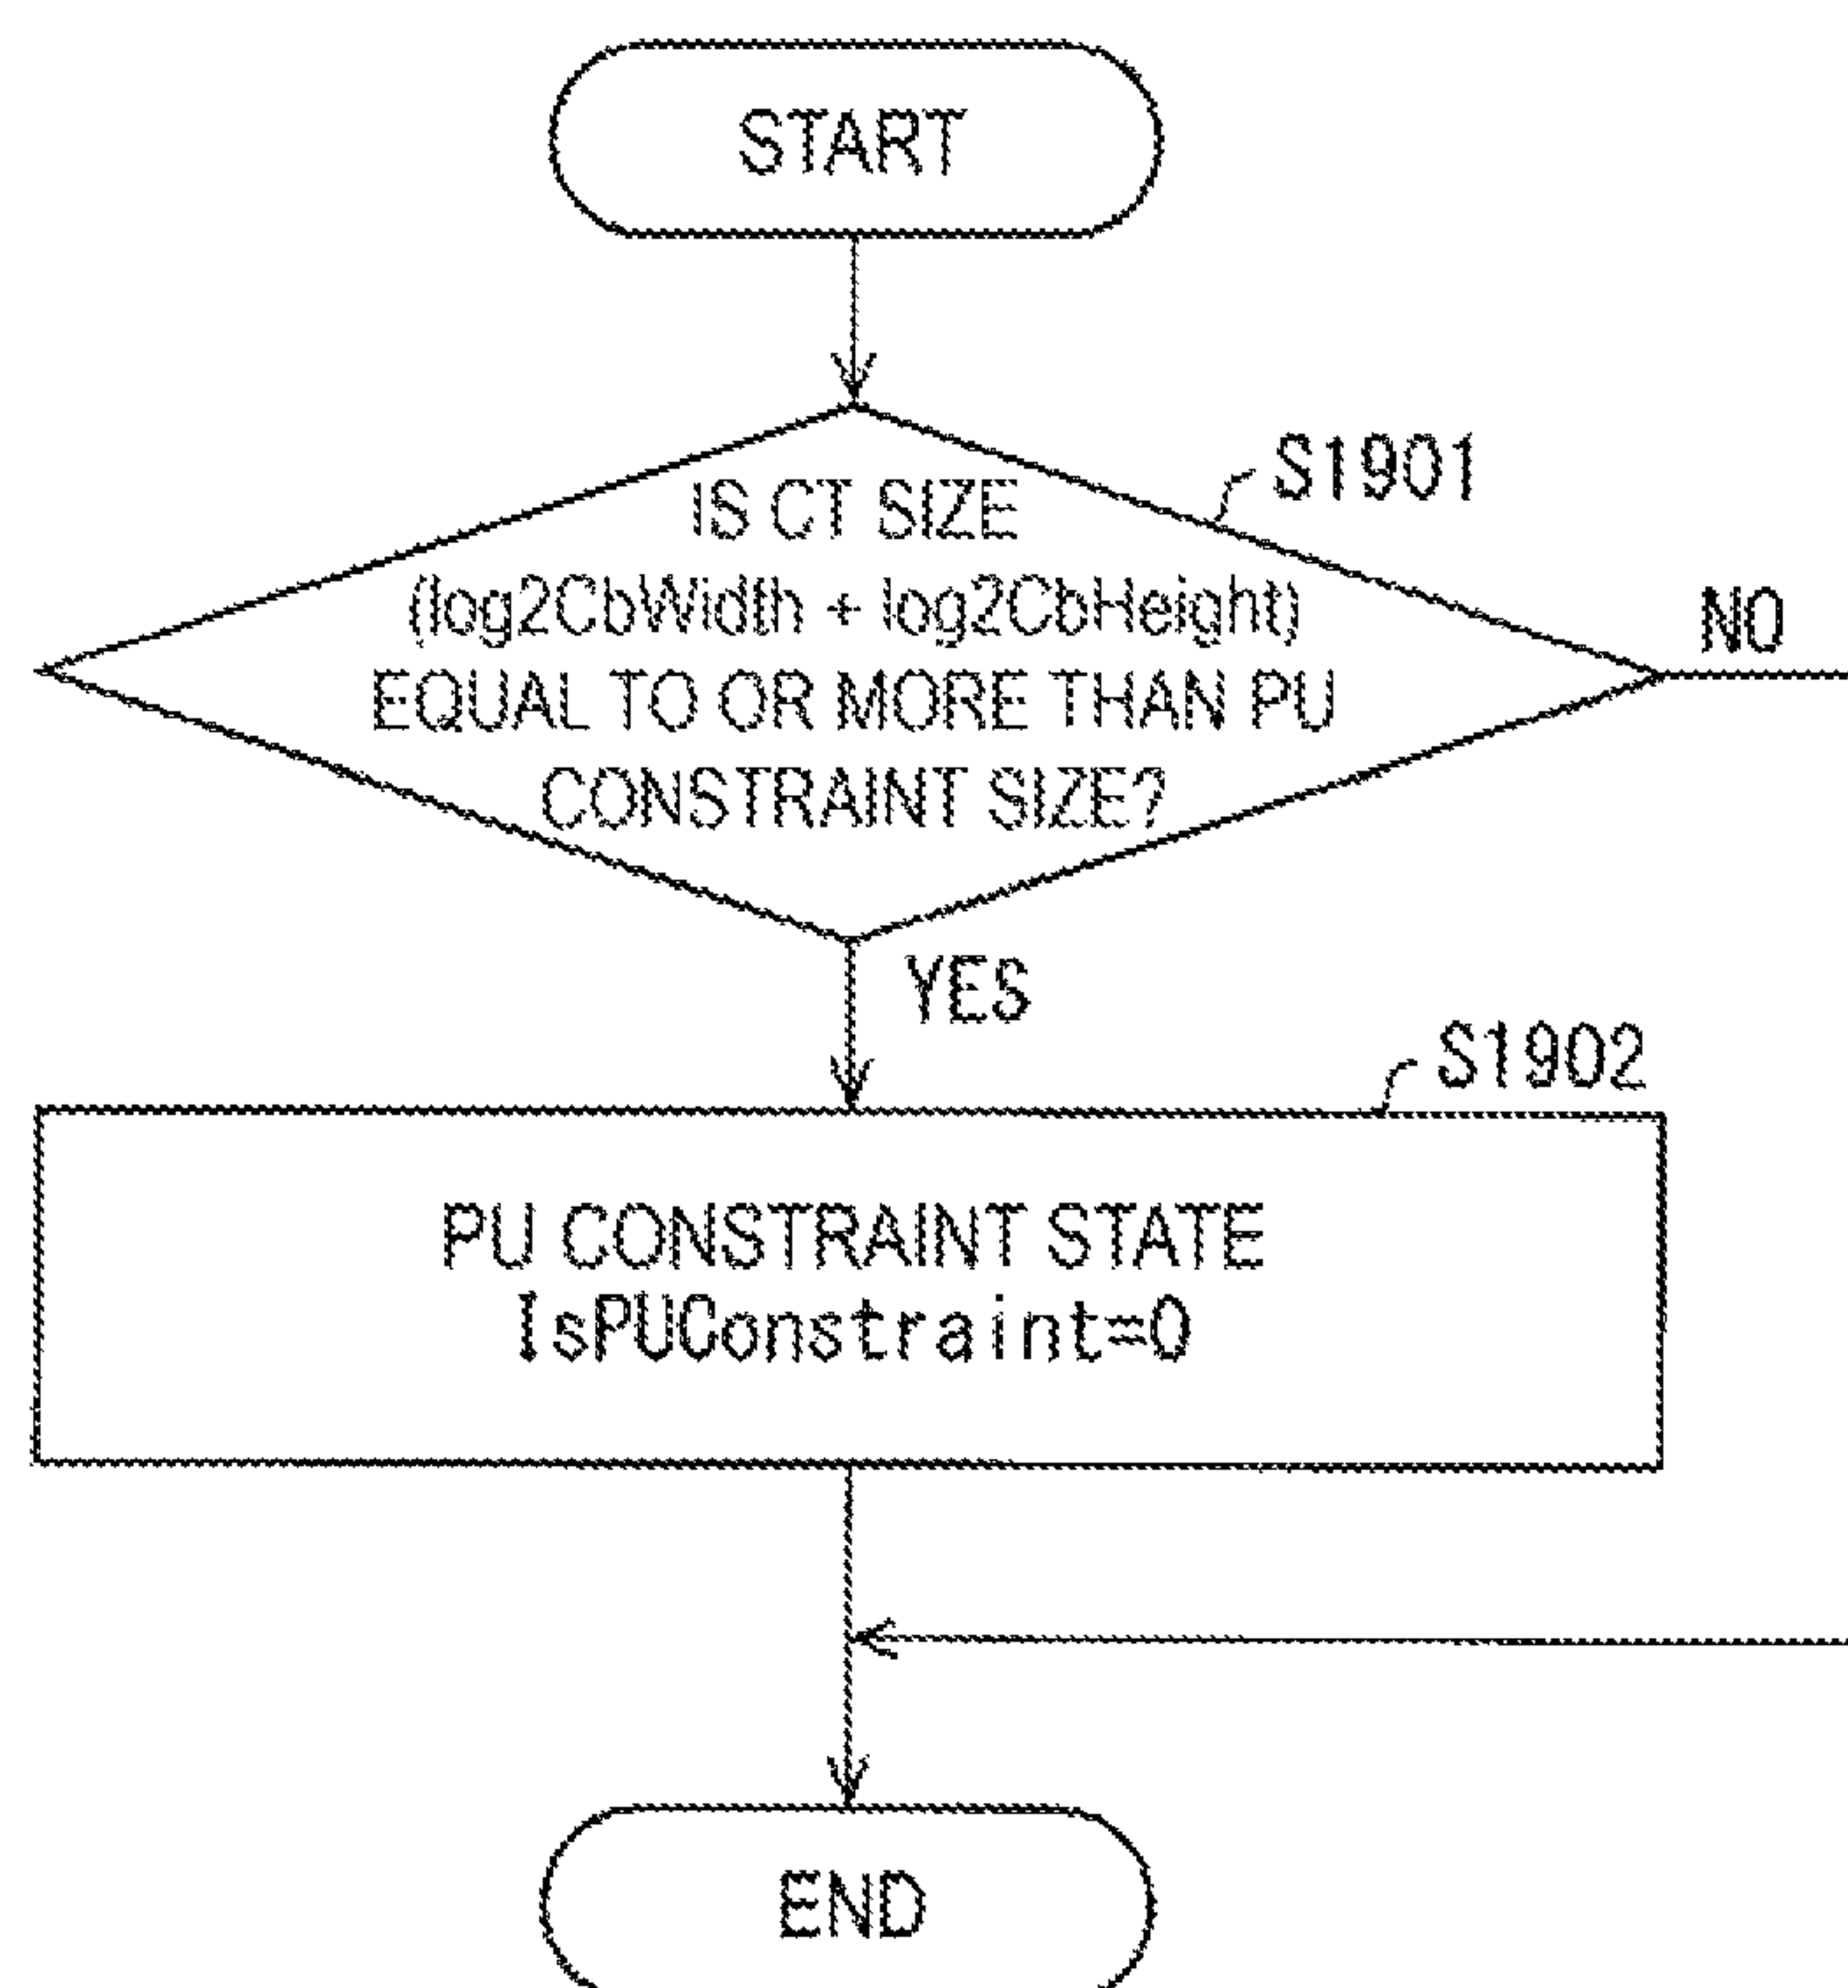 START
S1901
IS CT SIZE
(log2CbWidth + log2CbHeight)
EQUAL TO OR MORE THAN PU
CONSTRAINT SIZE?
NO
YES
S1902
PU CONSTRAINT STATE
IsPUConstraint=0
END